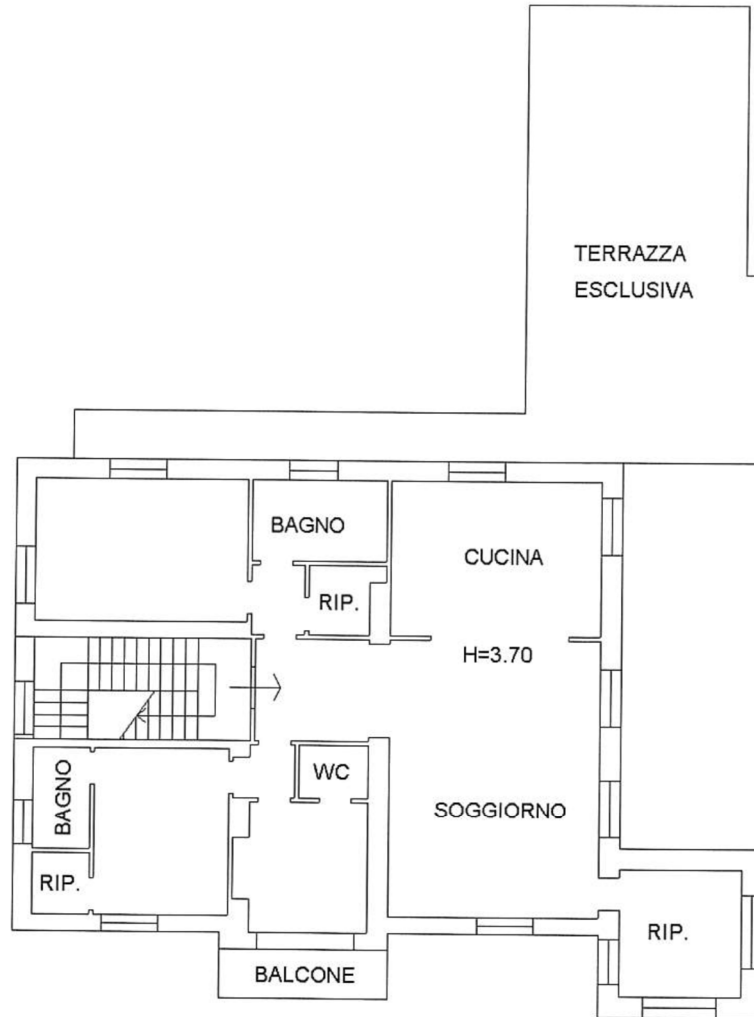 TERRAZZA
ESCLUSIVA
BAGNO
CUCINA
RIP.
H=3.70
BAGNO
WC
SOGGIORNO
RIP.
RIP.
BALCONE